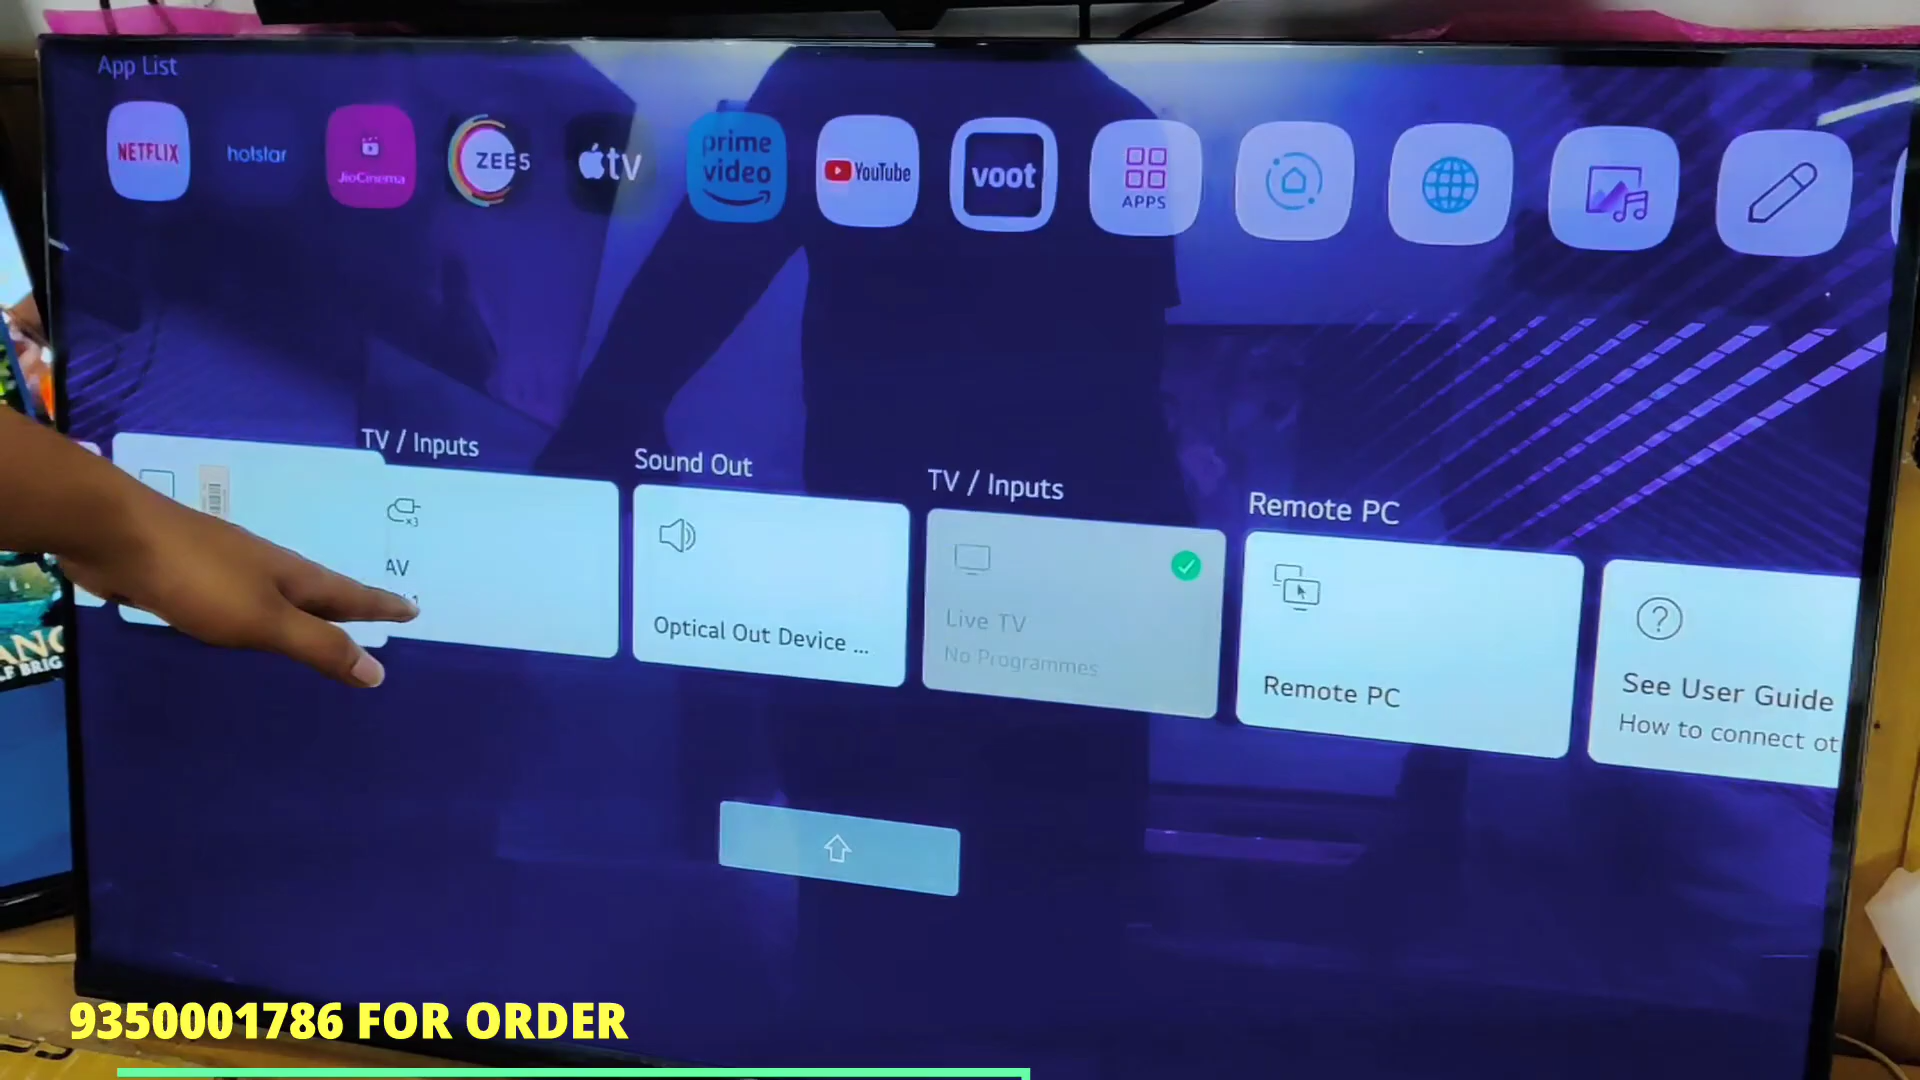 App List
NETFLIX
hotstar
JioCinema
ZEE5
tv
prime
video
YouTube
voot
APPS
TV / Inputs
Sound Out
TV / Inputs
Remote PC
x3
AV
Optical Out Device ...
Live TV
No Programmes
Remote PC
?
See User Guide
How to connect ot
9350001786 FOR ORDER